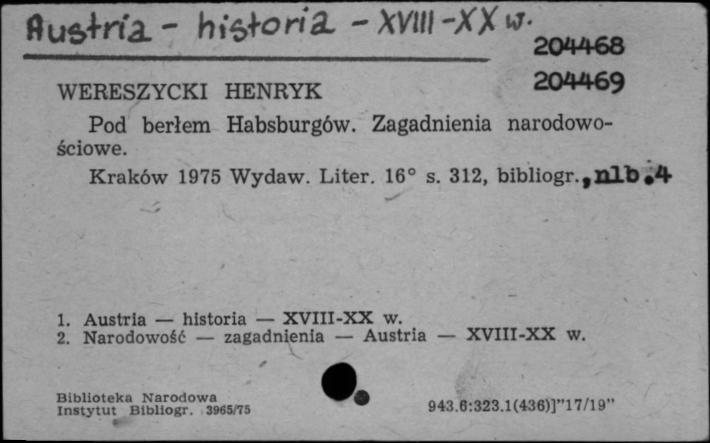 Austria - historia - XVIII-XX w.
204468
204469
WERESZYCKI HENRYK
Pod berłem Habsburgów. Zagadnienia narodowo-
ściowe.
Kraków 1975 Wydaw. Liter. 16° s. 312, bibliogr., nlb.4
1. Austria — historia — XVIII-XX w.
2. Narodowość — zagadnienia — Austria — XVIII-XX w.
Biblioteka Narodowa
Instytut Bibliogr. 3965/75
943.6:323.1(436)]"17/19"